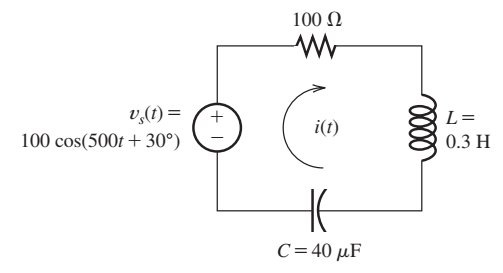 100 Ω
v_s(t) =
100 cos(500t + 30°)
+
−
i(t)
L =
0.3 H
C = 40 μF